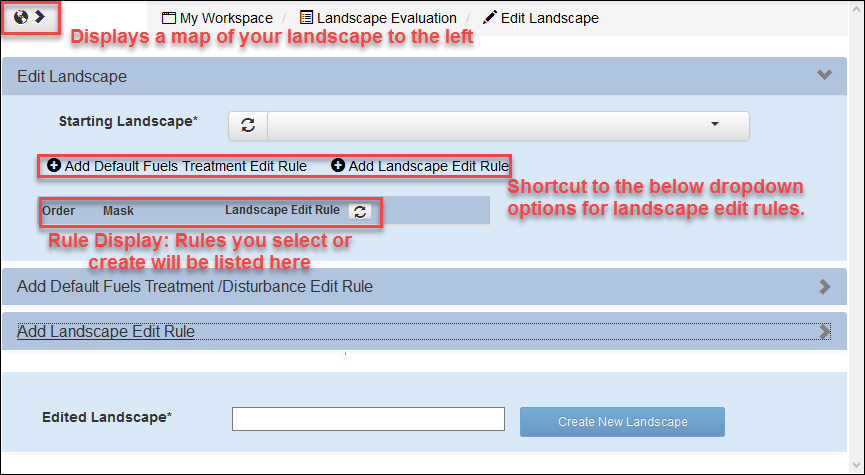 My Workspace / Landscape Evaluation / Edit Landscape
Displays a map of your landscape to the left
Edit Landscape
Starting Landscape*
Add Default Fuels Treatment Edit Rule Add Landscape Edit Rule
Shortcut to the below dropdown
options for landscape edit rules.
Order Mask Landscape Edit Rule
Rule Display: Rules you select or
create will be listed here
Add Default Fuels Treatment /Disturbance Edit Rule
Add Landscape Edit Rule
Edited Landscape*
Create New Landscape